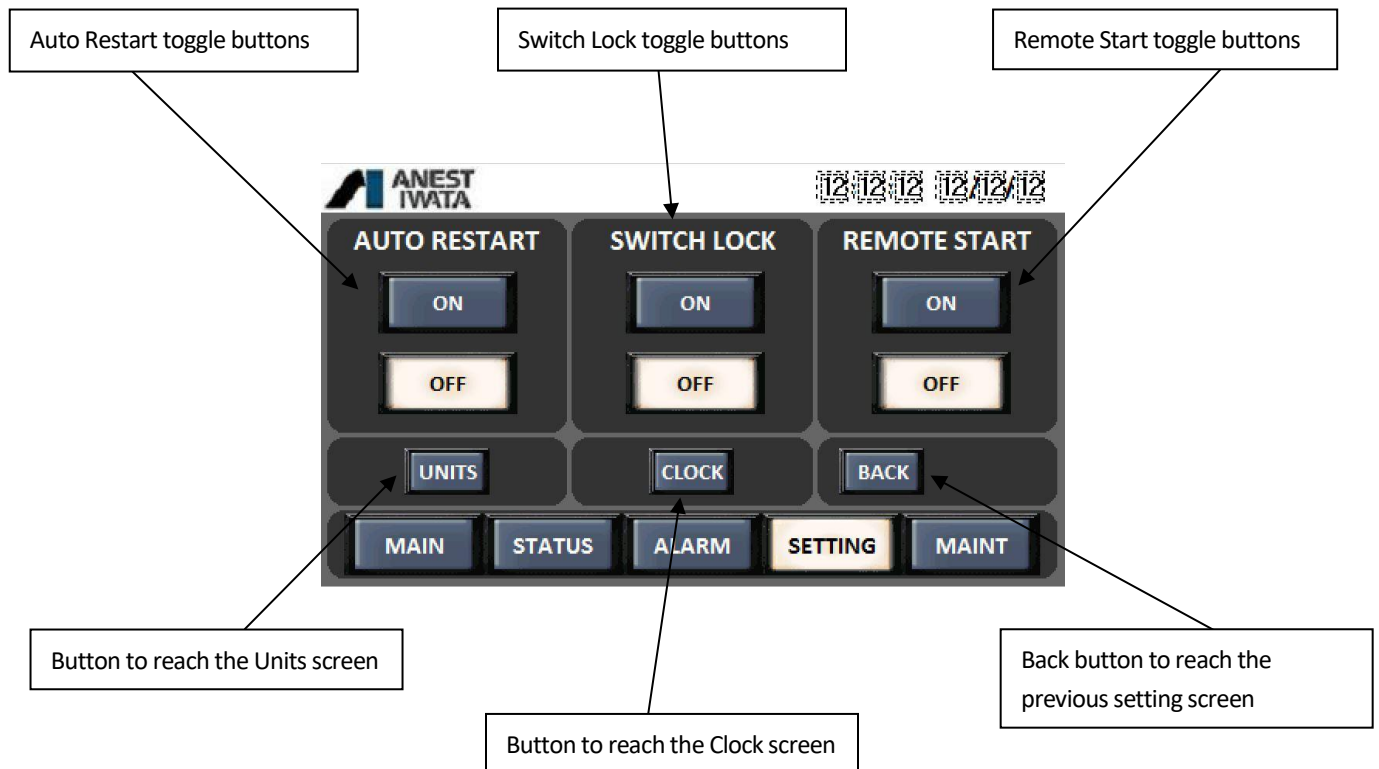 Auto Restart toggle buttons
Switch Lock toggle buttons
Remote Start toggle buttons
ANEST
IWATA
12:12:12 12/12/12
AUTO RESTART
SWITCH LOCK
REMOTE START
ON
ON
ON
OFF
OFF
OFF
UNITS
CLOCK
BACK
MAIN
STATUS
ALARM
SETTING
MAINT
Button to reach the Units screen
Back button to reach the
previous setting screen
Button to reach the Clock screen